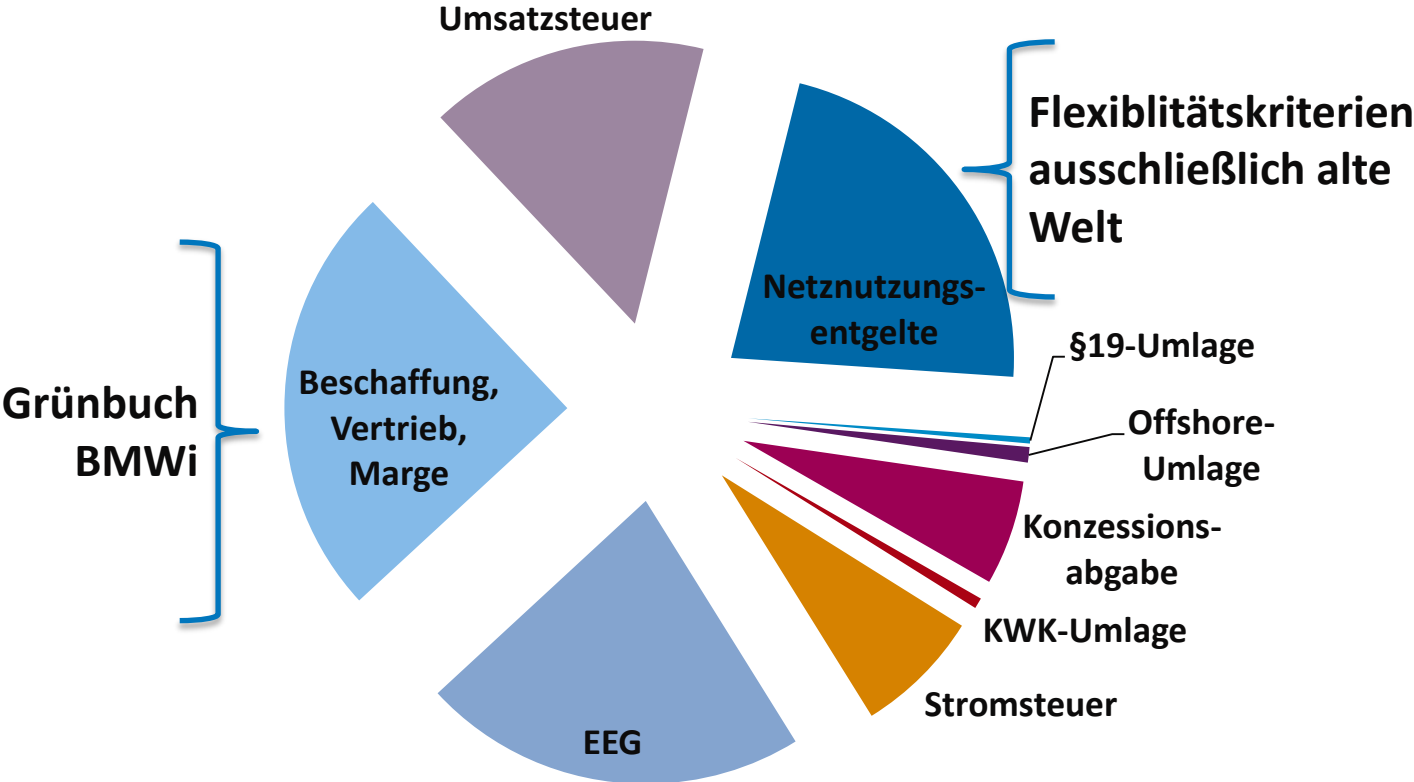 Umsatzsteuer
Flexiblitätskriterien
ausschließlich alte
Welt
Netznutzungs-
entgelte
§19-Umlage
Offshore-
Umlage
Konzessions-
abgabe
KWK-Umlage
Stromsteuer
EEG
Beschaffung,
Vertrieb,
Marge
Grünbuch
BMWi